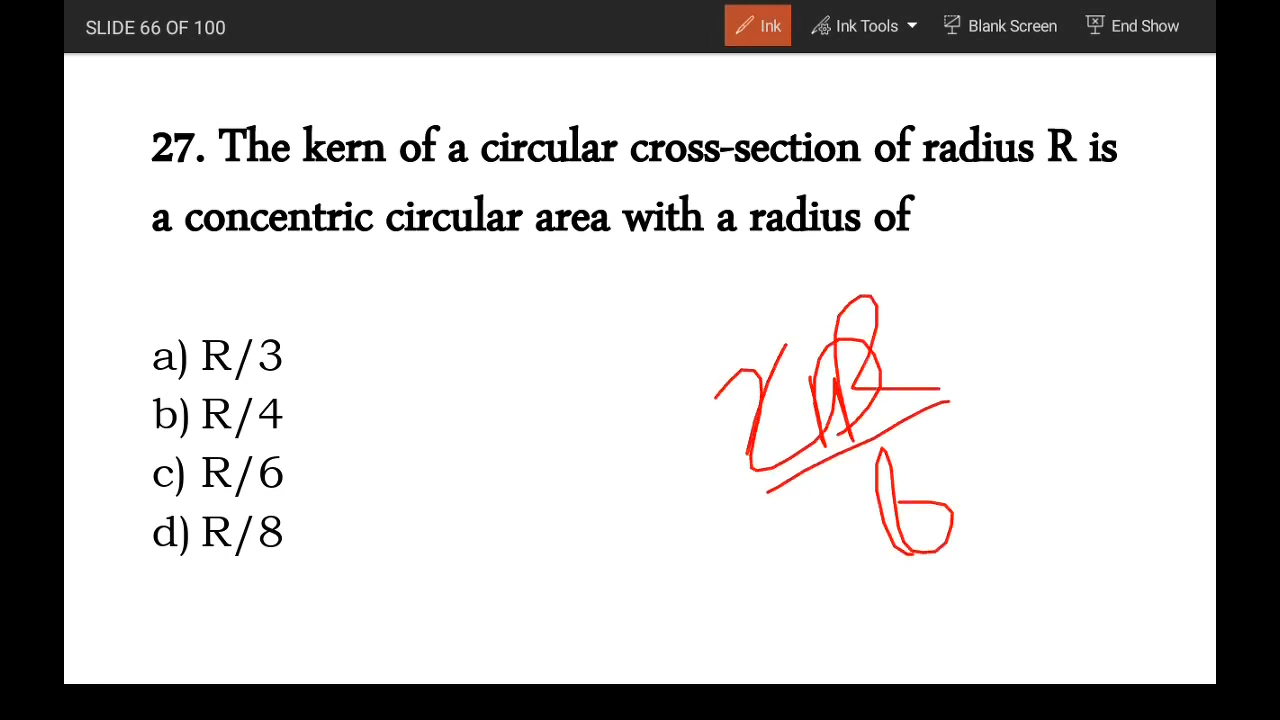 SLIDE 66 OF 100
Ink
Ink Tools
Blank Screen
End Show
27. The kern of a circular cross-section of radius R is
a concentric circular area with a radius of
a) R/3
b) R/4
c) R/6
d) R/8
6